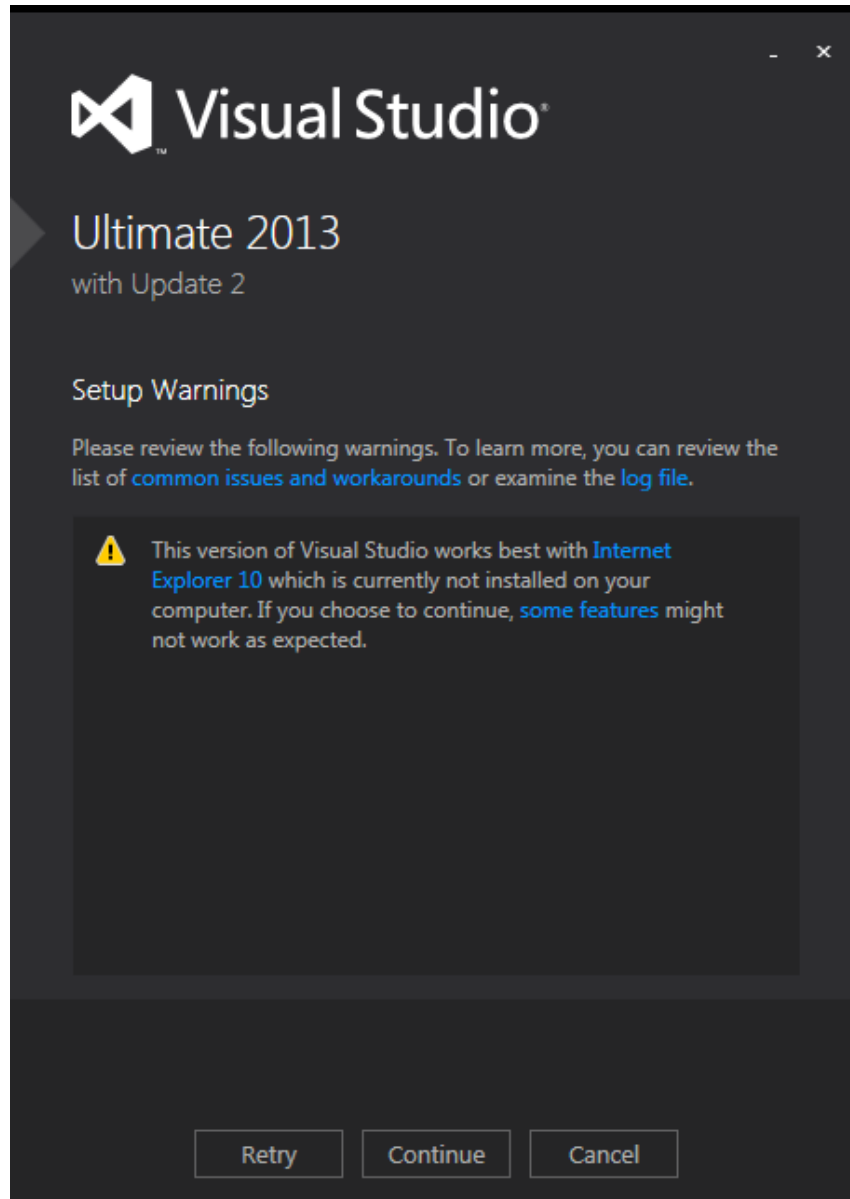 Visual Studio®
™
Ultimate 2013
with Update 2
Setup Warnings
Please review the following warnings. To learn more, you can review the
list of common issues and workarounds or examine the log file.
This version of Visual Studio works best with Internet
Explorer 10 which is currently not installed on your
computer. If you choose to continue, some features might
not work as expected.
Retry Continue Cancel